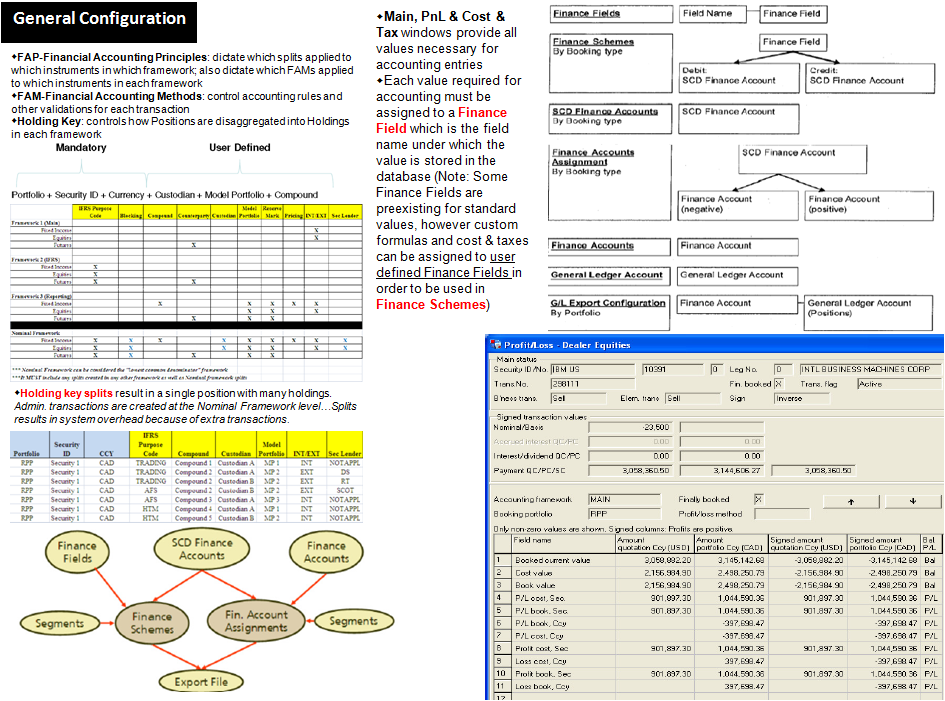 General Configuration
✦FAP-Financial Accounting Principles: dictate which splits applied to
which instruments in which framework; also dictate which FAMs applied
to which instruments in each framework
✦FAM-Financial Accounting Methods: control accounting rules and
other validations for each transaction
✦Holding Key: controls how Positions are disaggregated into Holdings
in each framework
Mandatory User Defined
Portfolio + Security ID + Currency + Custodian + Model Portfolio + Compound
IFRS Purpose Code Blocking Compound Counterparty Custodian Model Portfolio Reserve Mark Pricing INT/EXT Sec Lender
Framework 1 (Main)
Fixed Income X
Equities X
Futures X
Framework 2 (IFRS)
Fixed Income X
Equities X
Futures X X
Framework 3 (Reporting)
Fixed Income X X X X X
Equities X X X
Futures X X X
Nominal Framework
Fixed Income X X X X X X X X X
Equities X X X X X X X
Futures X X X X X
*** Nominal Framework can be considered the "lowest common denominator" framework
***It MUST include any splits created in any other framework as well as Nominal framework splits
✦Holding key splits result in a single position with many holdings.
Admin. transactions are created at the Nominal Framework level...Splits
results in system overhead because of extra transactions.
Portfolio Security ID CCY IFRS Purpose Code Compound Custodian Model Portfolio INT/EXT Sec Lender
RPP Security 1 CAD TRADING Compound 1 Custodian A MP 1 INT NOTAPPL
RPP Security 1 CAD TRADING Compound 2 Custodian A MP 2 EXT DS
RPP Security 1 CAD TRADING Compound 2 Custodian B MP 2 EXT RT
RPP Security 1 CAD AFS Compound 2 Custodian B MP 2 EXT SCOT
RPP Security 1 CAD AFS Compound 3 Custodian A MP 3 INT NOTAPPL
RPP Security 1 CAD HTM Compound 4 Custodian A MP 1 INT NOTAPPL
RPP Security 1 CAD HTM Compound 5 Custodian B MP 2 EXT NOTAPPL
Finance Fields
SCD Finance Accounts
Finance Accounts
Segments
Finance Schemes
Fin. Account Assignments
Segments
Export File
✦Main, PnL & Cost &
Tax windows provide all
values necessary for
accounting entries
✦Each value required for
accounting must be
assigned to a Finance
Field which is the field
name under which the
value is stored in the
database (Note: Some
Finance Fields are
preexisting for standard
values, however custom
formulas and cost & taxes
can be assigned to user
defined Finance Fields in
order to be used in
Finance Schemes)
Finance Fields Field Name Finance Field
Finance Schemes
By Booking type
Finance Field
Debit:
SCD Finance Account
Credit:
SCD Finance Account
SCD Finance Accounts
By Booking type
SCD Finance Account
Finance Accounts
Assignment
By Booking type
SCD Finance Account
Finance Account
(negative)
Finance Account
(positive)
Finance Accounts Finance Account
General Ledger Account General Ledger Account
G/L Export Configuration
By Portfolio
Finance Account
General Ledger Account
(Positions)
Profit/Loss - Dealer Equities
Main status
Security ID/No. IBM US 10391 0 Leg No. 0 INTL BUSINESS MACHINES CORP
Trans.No. 298111 Fin. booked X Trans. flag Active
Biness trans. Sell Elem. trans Sell Sign Inverse
Signed transaction values
Nominal/Basis -23,500
Accrued interest QC/PC 0.00 0.00
Interest/dividend QC/PC 0.00 0.00
Payment QC/PC/SC 3,058,360.50 3,144,606.27 3,058,360.50
Accounting framework MAIN Finally booked X
Booking portfolio RPP Profit/loss method
Only non-zero values are shown. Signed columns: Profits are positive.
Field name Amount quotation Ccy (USD) Amount portfolio Ccy (CAD) Signed amount quotation Ccy (USD) Signed amount portfolio Ccy (CAD) Bal P/L
1 Booked current value 3,058,882.20 3,145,142.68 -3,058,882.20 -3,145,142.68 Bal
2 Cost value 2,156,984.90 2,498,250.79 -2,156,984.90 -2,498,250.79 Bal
3 Book value 2,156,984.90 2,498,250.79 -2,156,984.90 -2,498,250.79 Bal
4 P/L cost, Sec. 901,897.30 1,044,590.36 901,897.30 1,044,590.36 P/L
5 P/L book, Sec. 901,897.30 1,044,590.36 901,897.30 1,044,590.36 P/L
6 P/L book, Ccy -397,698.47 -397,698.47 P/L
7 P/L cost, Ccy -397,698.47 -397,698.47 P/L
8 Profit cost, Sec 901,897.30 1,044,590.36 901,897.30 1,044,590.36 P/L
9 Loss cost, Ccy 397,698.47 -397,698.47 P/L
10 Profit book, Sec 901,897.30 1,044,590.36 901,897.30 1,044,590.36 P/L
11 Loss book, Ccy 397,698.47 -397,698.47 P/L
12